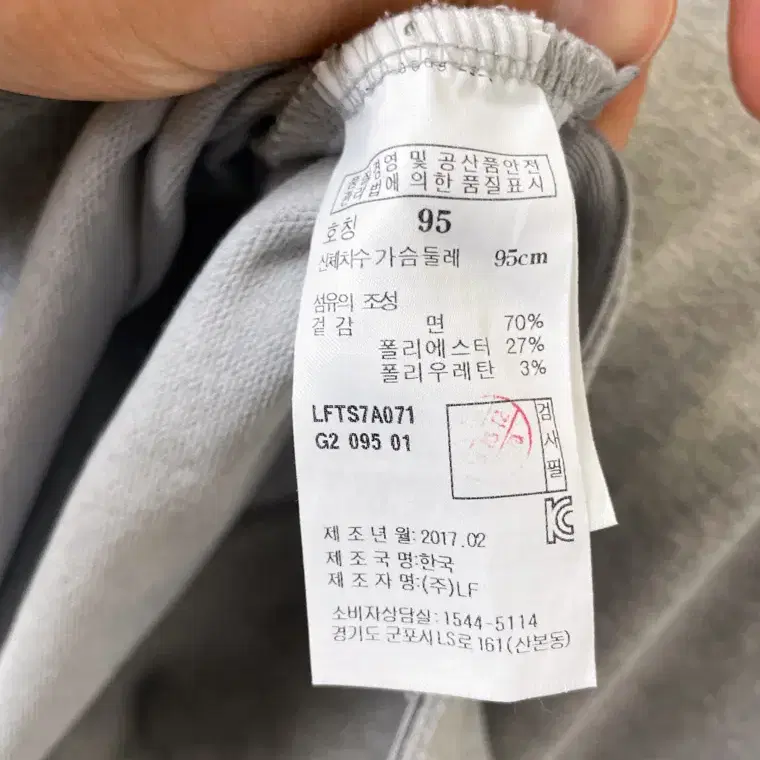 품질경영 및 공산품안전
관리법에 의한 품질표시
호칭 95
신체치수 가슴둘레 95cm
섬유의 조성
겉감 면 70%
폴리에스터 27%
폴리우레탄 3%
LFTS7A071
G2 095 01
검사필
제조년월:2017.02
제조국명:한국
제조자명:(주)LF
소비자상담실:1544-5114
경기도 군포시 LS로 161(산본동)